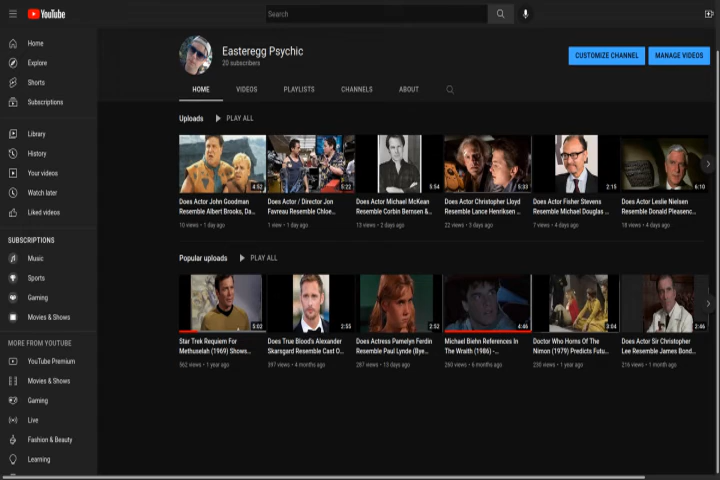 YouTube
Search
Home
Explore
Shorts
Subscriptions
Library
History
Your videos
Watch later
Liked videos
SUBSCRIPTIONS
Music
Sports
Gaming
Movies & Shows
MORE FROM YOUTUBE
YouTube Premium
Movies & Shows
Gaming
Live
Fashion & Beauty
Learning
Easteregg Psychic
20 subscribers
CUSTOMIZE CHANNEL
MANAGE VIDEOS
HOME VIDEOS PLAYLISTS CHANNELS ABOUT
Uploads PLAY ALL
4:52
Does Actor John Goodman
Resemble Albert Brooks, Da...
10 views • 1 day ago
5:22
Does Actor / Director Jon
Favreau Resemble Chloe...
1 view • 1 day ago
5:54
Does Actor Michael McKean
Resemble Corbin Bernsen &...
13 views • 2 days ago
5:33
Does Actor Christopher Lloyd
Resemble Lance Henriksen ...
22 views • 3 days ago
2:15
Does Actor Fisher Stevens
Resemble Michael Douglas ...
7 views • 4 days ago
6:10
Does Actor Leslie Nielsen
Resemble Donald Pleasenc...
18 views • 4 days ago
Popular uploads PLAY ALL
5:02
Star Trek Requiem For
Methuselah (1969) Shows...
562 views • 1 year ago
2:55
Does True Blood's Alexander
Skarsgard Resemble Cast O...
397 views • 4 months ago
2:52
Does Actress Pamelyn Ferdin
Resemble Paul Lynde (Bye...
287 views • 13 days ago
4:46
Michael Biehn References In
The Wraith (1986) -...
260 views • 6 months ago
3:04
Doctor Who Horns Of The
Nimon (1979) Predicts Futu...
230 views • 1 year ago
2:46
Does Actor Sir Christopher
Lee Resemble James Bond...
216 views • 1 month ago